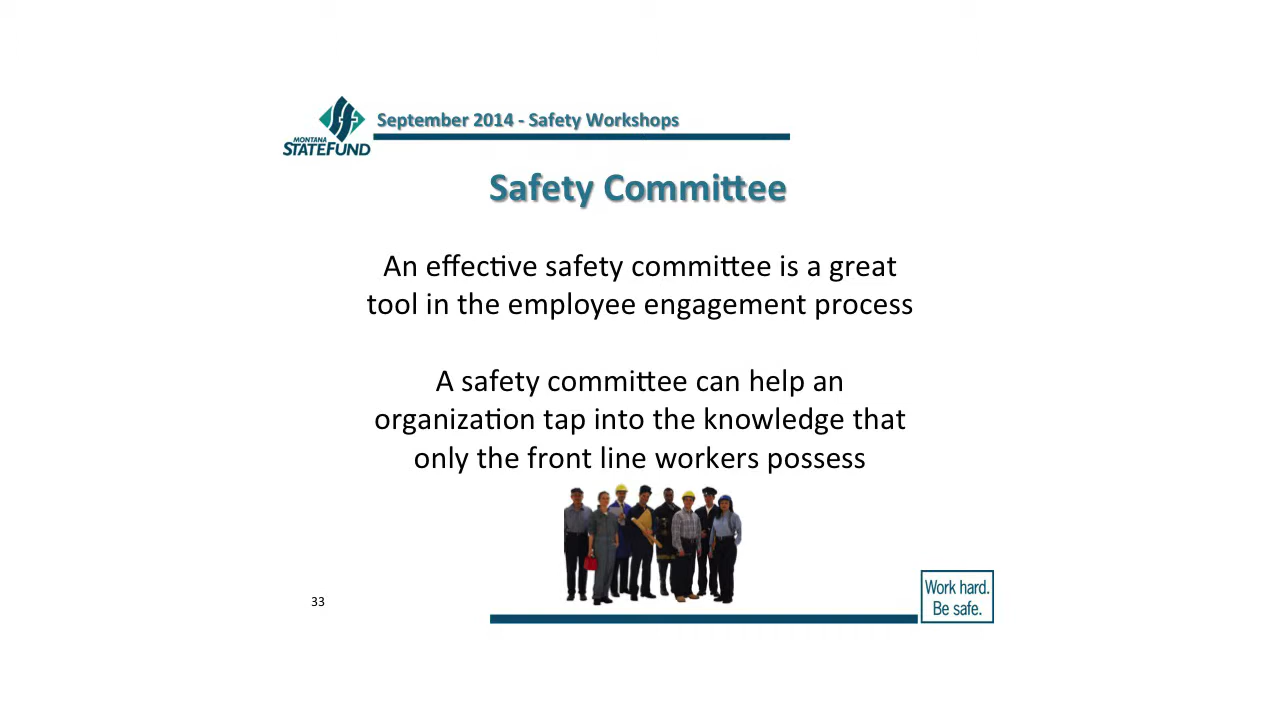 September 2014 - Safety Workshops
MONTANA
STATEFUND
Safety Committee
An effective safety committee is a great
tool in the employee engagement process
A safety committee can help an
organization tap into the knowledge that
only the front line workers possess
33
Work hard.
Be safe.